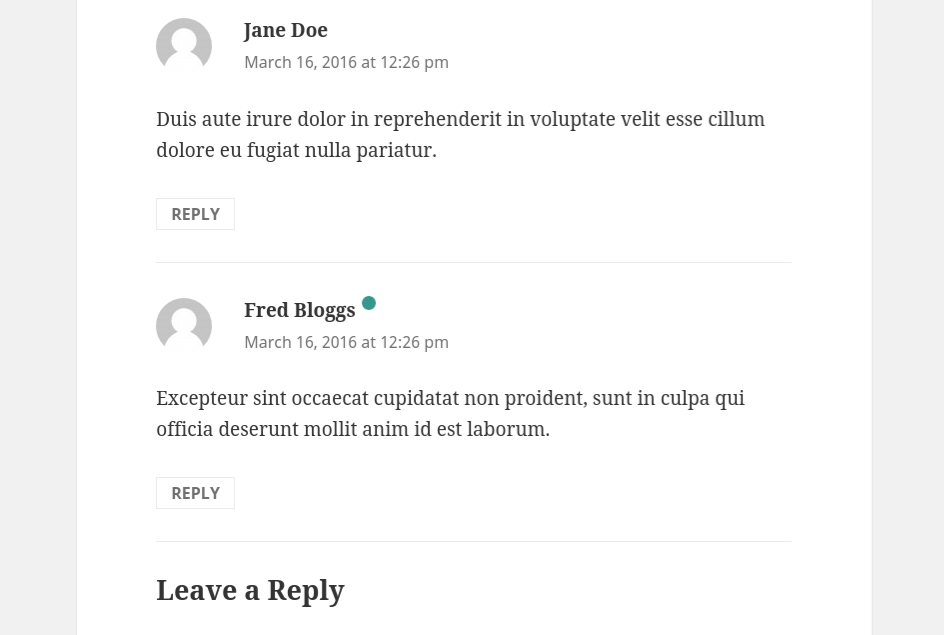 Jane Doe
March 16, 2016 at 12:26 pm
Duis aute irure dolor in reprehenderit in voluptate velit esse cillum
dolore eu fugiat nulla pariatur.
REPLY
Fred Bloggs
March 16, 2016 at 12:26 pm
Excepteur sint occaecat cupidatat non proident, sunt in culpa qui
officia deserunt mollit anim id est laborum.
REPLY
Leave a Reply